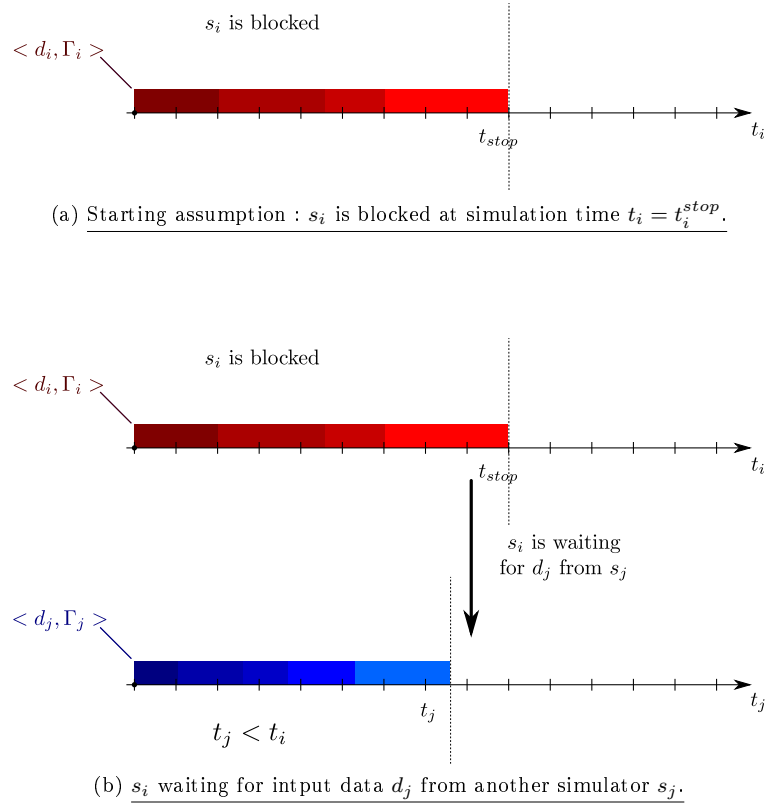 s_i is blocked
< d_i, Γ_i >
t_stop
t_i
(a) Starting assumption : s_i is blocked at simulation time t_i = t_i^{stop}.
s_i is blocked
< d_i, Γ_i >
t_i
t_stop
s_i is waiting
for d_j from s_j
< d_j, Γ_j >
t_j
t_j
t_j < t_i
(b) s_i waiting for intput data d_j from another simulator s_j.